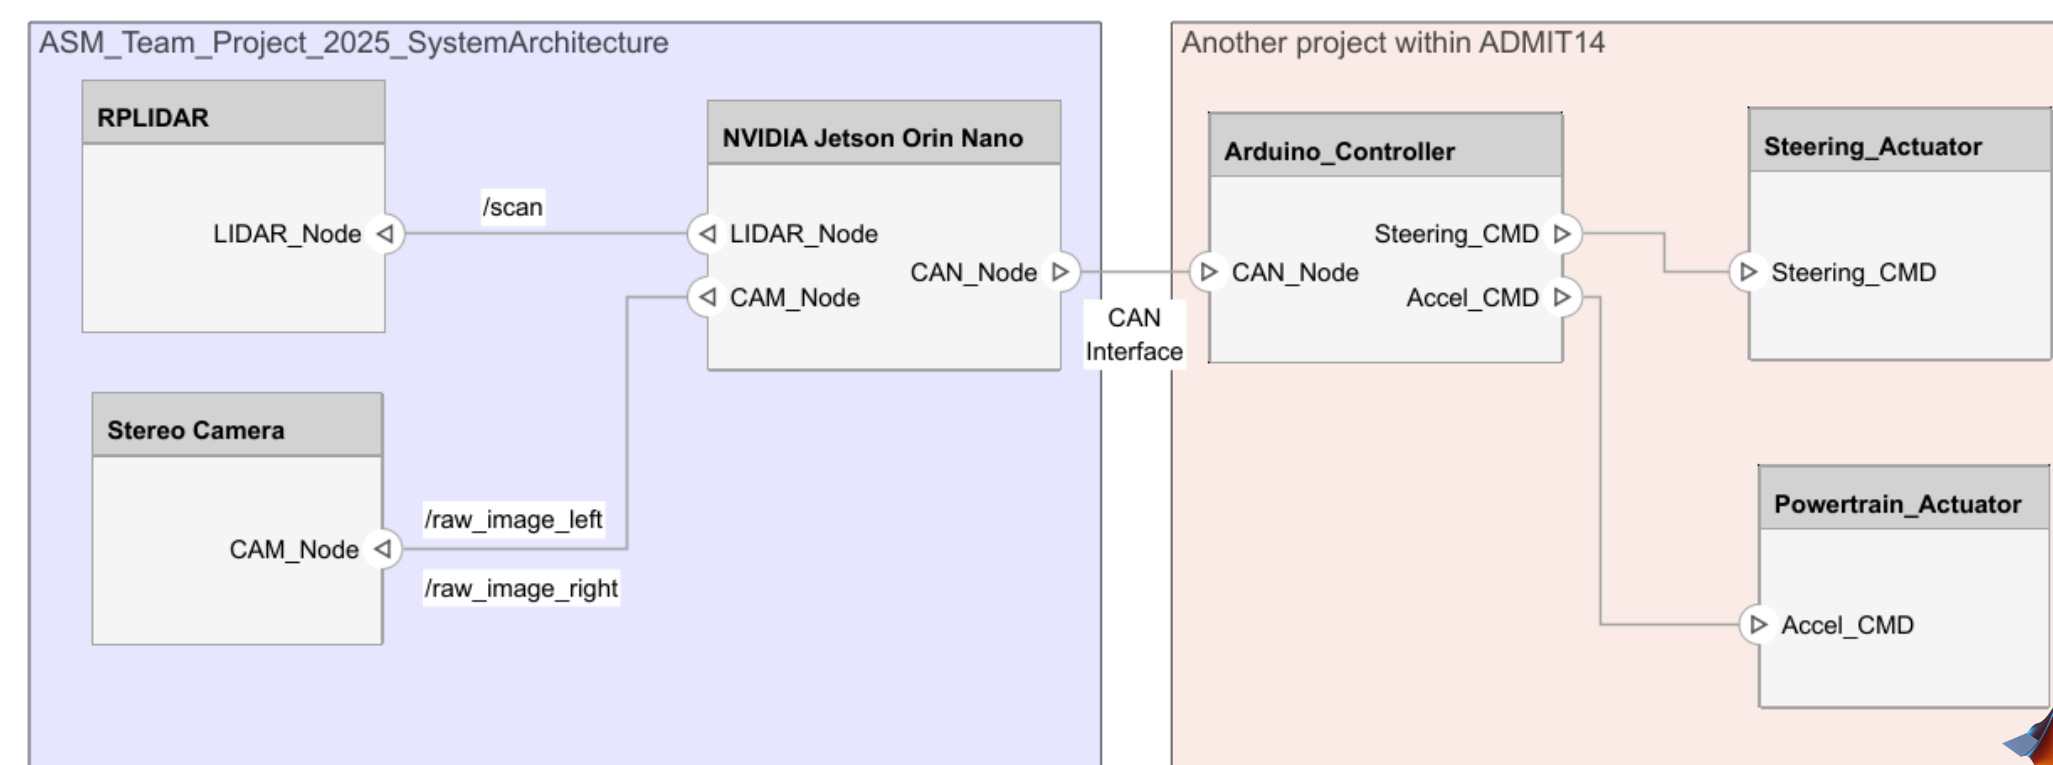 ASM_Team_Project_2025_SystemArchitecture
RPLIDAR
LIDAR_Node
/scan
NVIDIA Jetson Orin Nano
LIDAR_Node
CAM_Node
CAN_Node
Stereo Camera
CAM_Node
/raw_image_left
/raw_image_right
CAN
Interface
Another project within ADMIT14
Arduino_Controller
CAN_Node
Steering_CMD
Accel_CMD
Steering_Actuator
Steering_CMD
Powertrain_Actuator
Accel_CMD